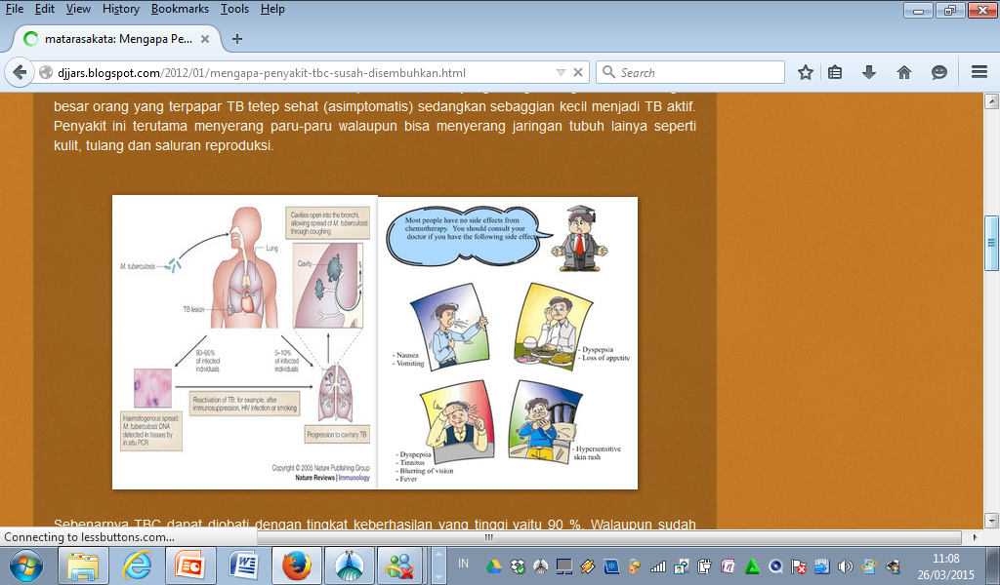 File Edit View History Bookmarks Tools Help
matarasakata: Mengapa Pe...
djjars.blogspot.com/2012/01/mengapa-penyakit-tbc-susah-disembuhkan.html
Search
besar orang yang terpapar TB tetep sehat (asimptomatis) sedangkan sebaggian kecil menjadi TB aktif.
Penyakit ini terutama menyerang paru-paru walaupun bisa menyerang jaringan tubuh lainya seperti
kulit, tulang dan saluran reproduksi.
Cavities open into the bronchi,
allowing spread of M. tuberculosis
through coughing
Lung
M. tuberculosis
Cavity
TB lesion
90–95%
of infected
individuals
5–10%
of infected
individuals
Reactivation of TB: for example, after
immunosuppression, HIV infection or smoking
Haematogenous spread:
M. tuberculosis DNA
detected in tissues by
in situ PCR
Progression to cavitary TB
Copyright © 2005 Nature Publishing Group
Nature Reviews | Immunology
Most people have no side effects from
chemotherapy. You should consult your
doctor if you have the following side effect
- Nausea
- Vomiting
- Dyspepsia
- Loss of appetite
- Dyspepsia
- Tinnitus
- Blurring of vision
- Fever
- Hypersensitive
skin rash
Sebenarnya TBC dapat diobati dengan tingkat keberhasilan yang tinggi yaitu 90 %. Walaupun sudah
Connecting to lessbuttons.com...
IN
11:08
26/03/2015